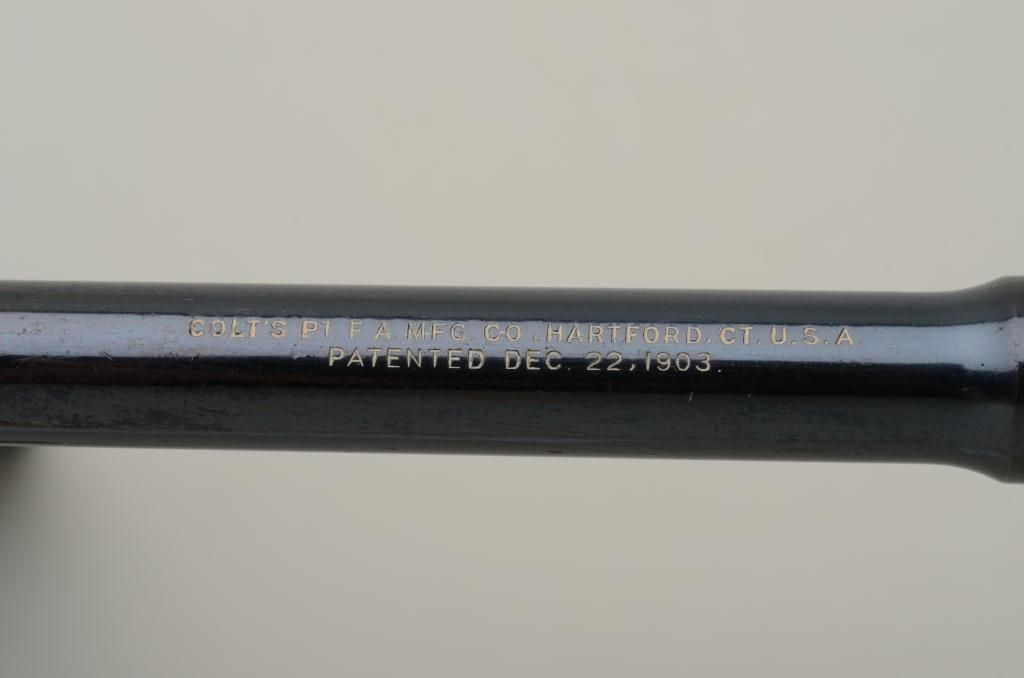 COLT'S PT. F. A. MFG. CO., HARTFORD, CT. U.S.A.
PATENTED DEC. 22, 1903.